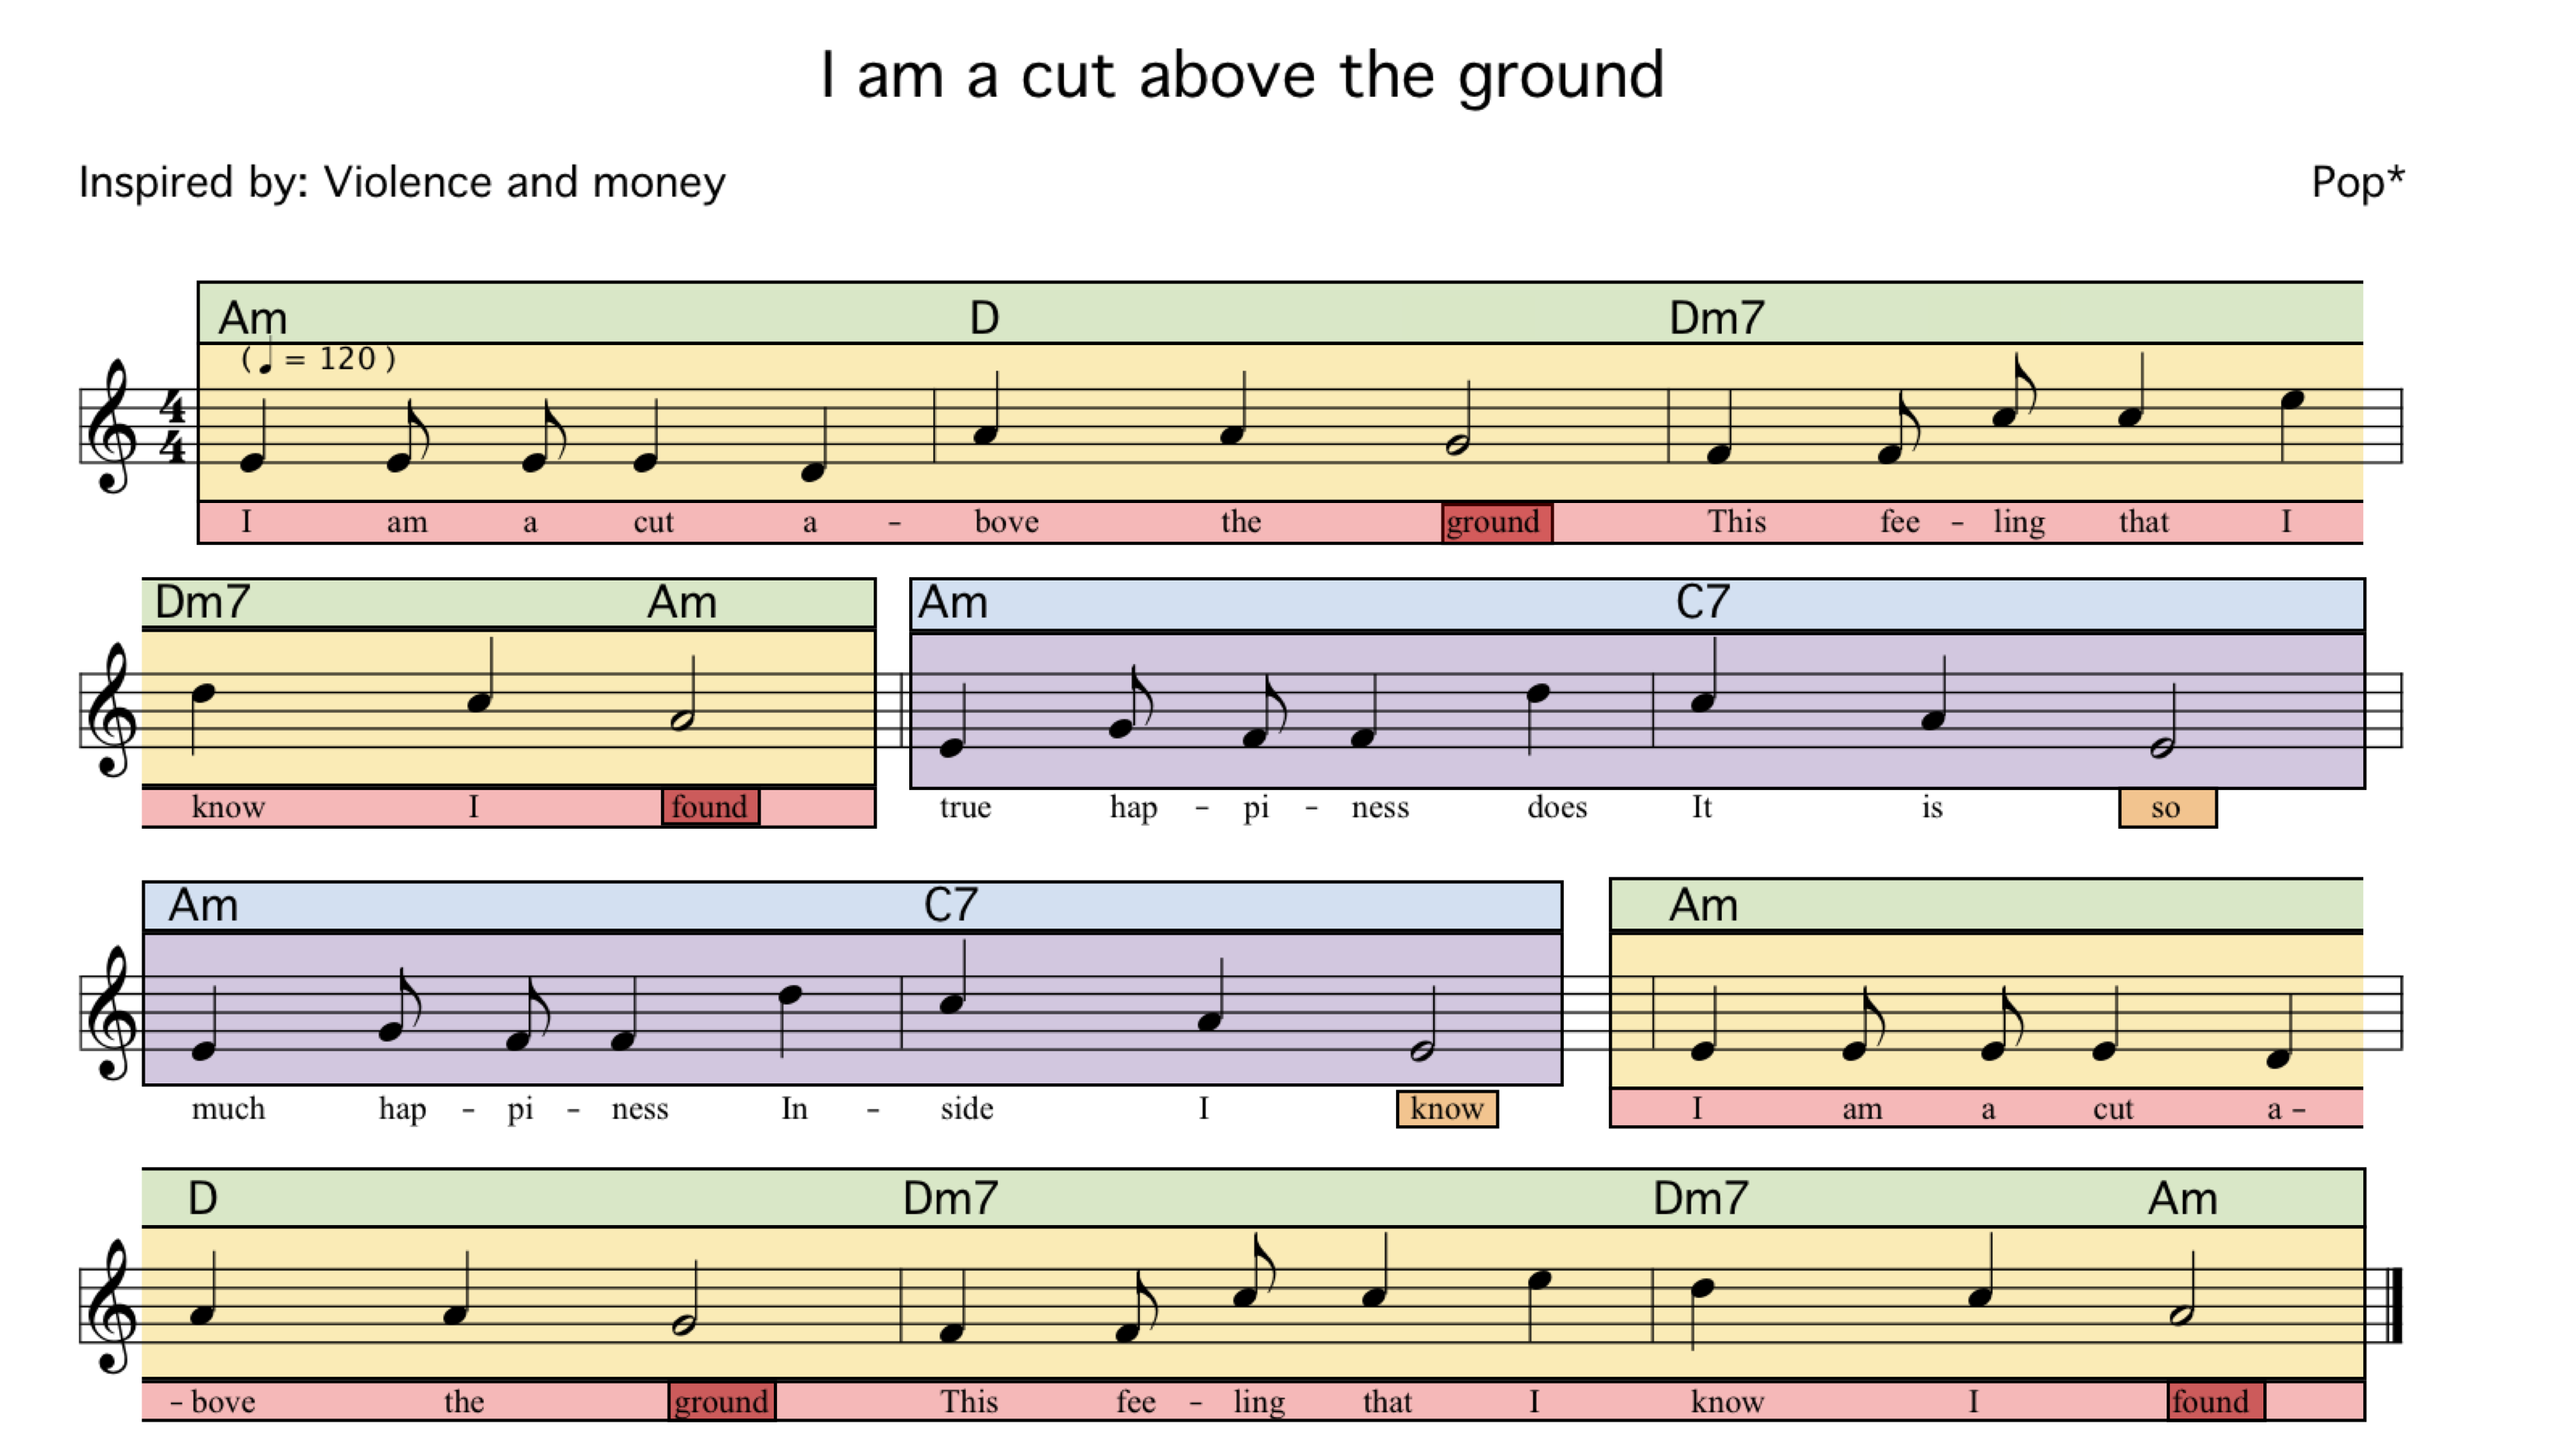 I am a cut above the ground
Inspired by: Violence and money
Pop*
Am D Dm7
( ♩ = 120 )
4
4
I am a cut a - bove the ground This fee - ling that I
Dm7 Am Am C7
know I found true hap - pi - ness does It is so
Am C7 Am
much hap - pi - ness In - side I know I am a cut a -
D Dm7 Dm7 Am
- bove the ground This fee - ling that I know I found